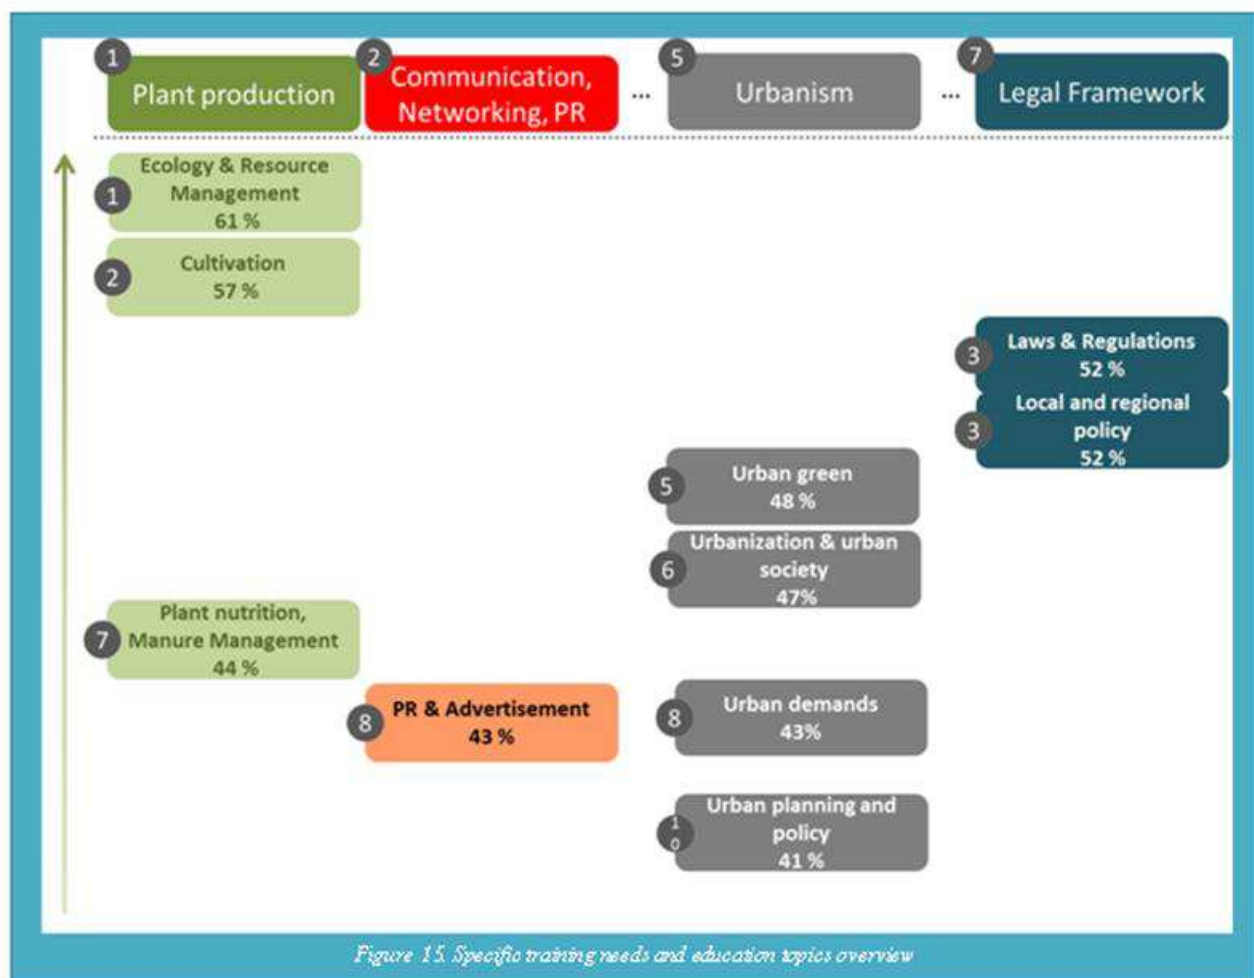 1
Plant production
2
Communication,
Networking, PR
...
5
Urbanism
...
7
Legal Framework
1
Ecology & Resource
Management
61 %
2
Cultivation
57 %
3
Laws & Regulations
52 %
3
Local and regional
policy
52 %
5
Urban green
48 %
6
Urbanization & urban
society
47%
7
Plant nutrition,
Manure Management
44 %
8
PR & Advertisement
43 %
8
Urban demands
43%
10
Urban planning and
policy
41 %
Figure 15. Specific training needs and education topics overview